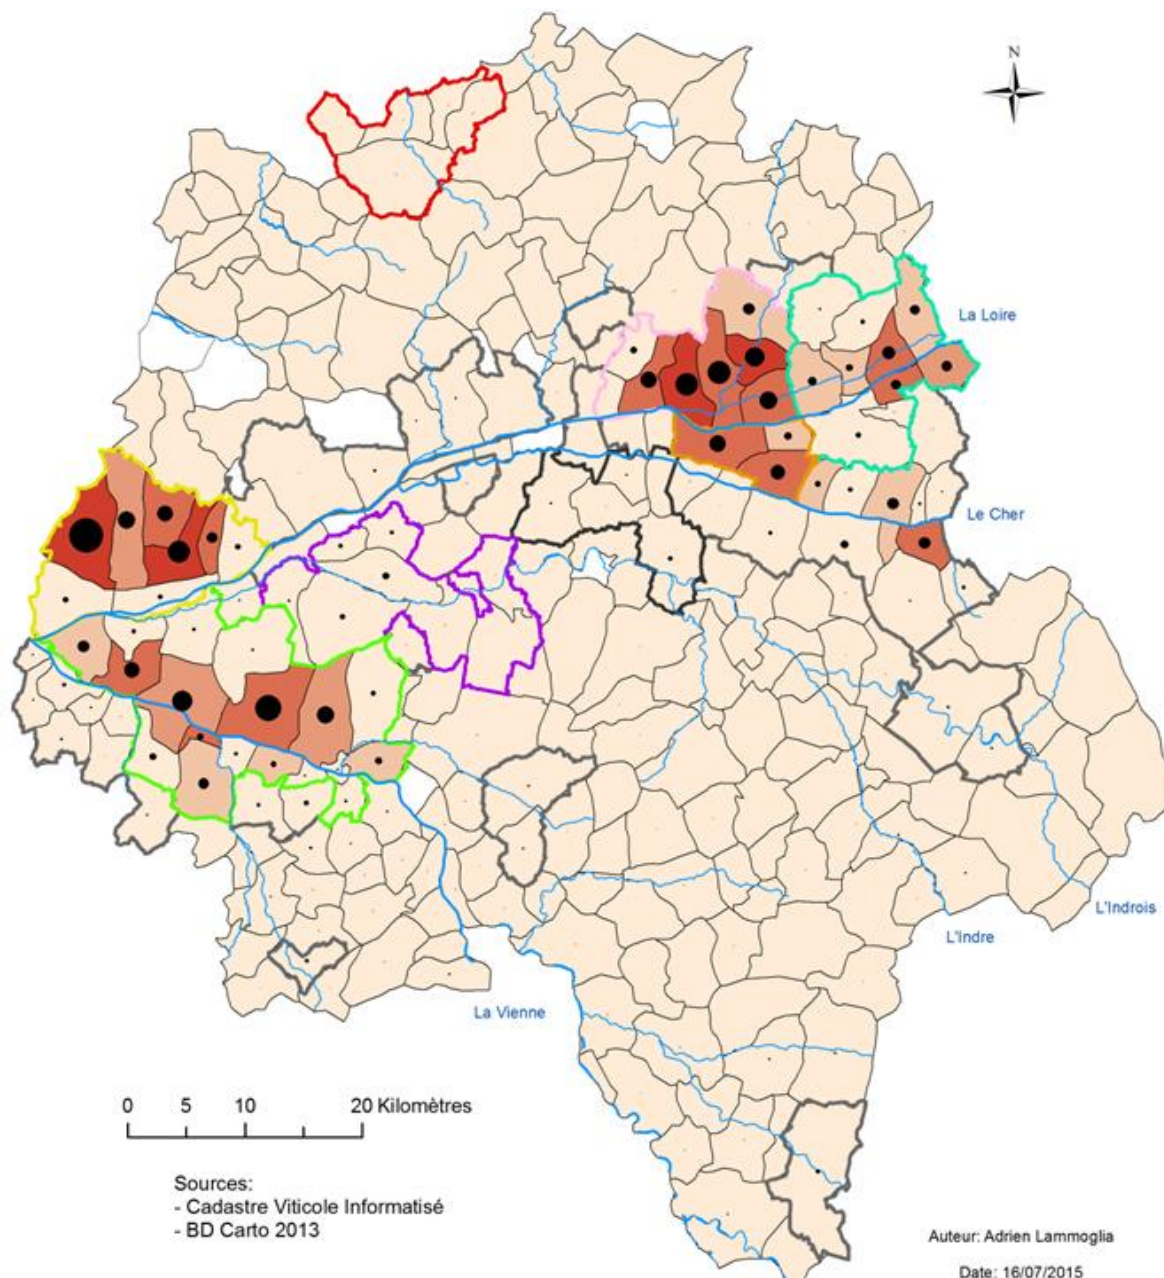 N
La Loire
Le Cher
L'Indrois
L'Indre
La Vienne
0 5 10 20 Kilomètres
Sources:
- Cadastre Viticole Informatisé
- BD Carto 2013
Auteur: Adrien Lammoglia
Date: 16/07/2015